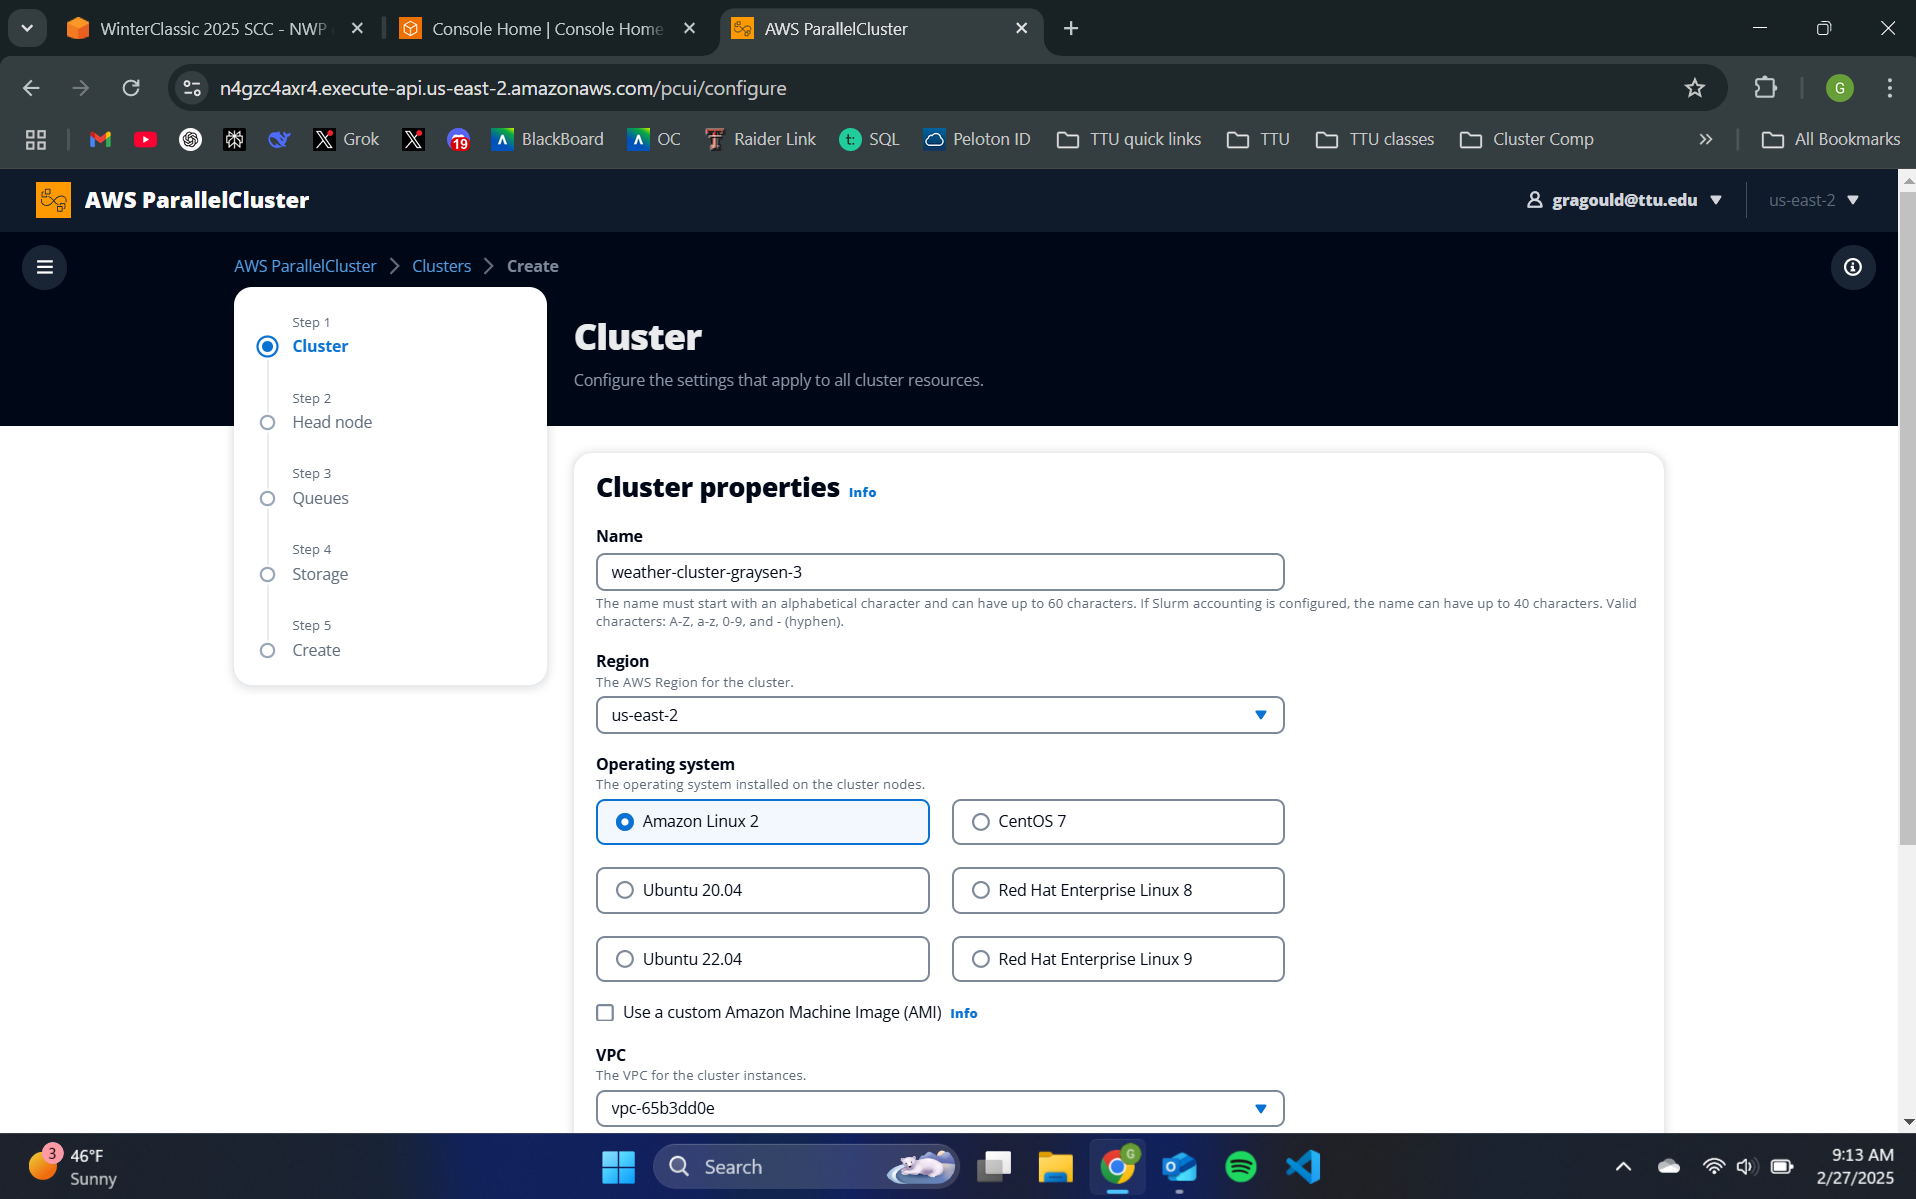 WinterClassic 2025 SCC - NWP
Console Home | Console Home
AWS ParallelCluster
n4gzc4axr4.execute-api.us-east-2.amazonaws.com/pcui/configure
G
19
Grok
BlackBoard
OC
Raider Link
t:
SQL
Peloton ID
TTU quick links
TTU
TTU classes
Cluster Comp
All Bookmarks
AWS ParallelCluster
gragould@ttu.edu
us-east-2
AWS ParallelCluster
Clusters
Create
Step 1
Cluster
Step 2
Head node
Step 3
Queues
Step 4
Storage
Step 5
Create
Cluster
Configure the settings that apply to all cluster resources.
Cluster properties Info
Name
weather-cluster-graysen-3
The name must start with an alphabetical character and can have up to 60 characters. If Slurm accounting is configured, the name can have up to 40 characters. Valid
characters: A-Z, a-z, 0-9, and - (hyphen).
Region
The AWS Region for the cluster.
us-east-2
Operating system
The operating system installed on the cluster nodes.
Amazon Linux 2
CentOS 7
Ubuntu 20.04
Red Hat Enterprise Linux 8
Ubuntu 22.04
Red Hat Enterprise Linux 9
Use a custom Amazon Machine Image (AMI) Info
VPC
The VPC for the cluster instances.
vpc-65b3dd0e
3
46°F
Sunny
Search
G
9:13 AM
2/27/2025